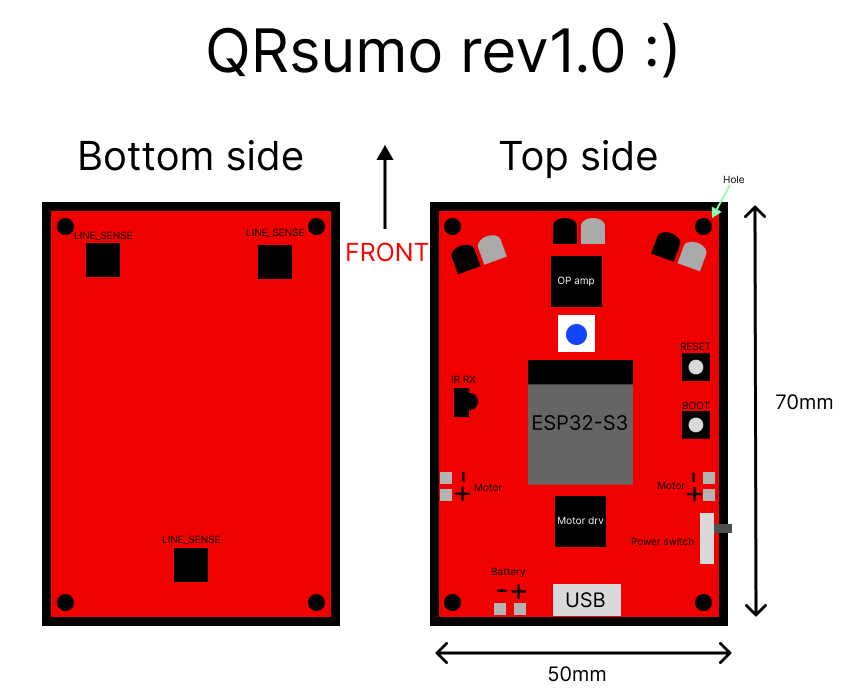 QRsumo rev1.0 :)
Bottom side
Top side
FRONT
Hole
LINE_SENSE
LINE_SENSE
LINE_SENSE
OP amp
RESET
IR RX
BOOT
ESP32-S3
- 
+ Motor
-
Motor +
Motor drv
Power switch
Battery
- +
USB
70mm
50mm